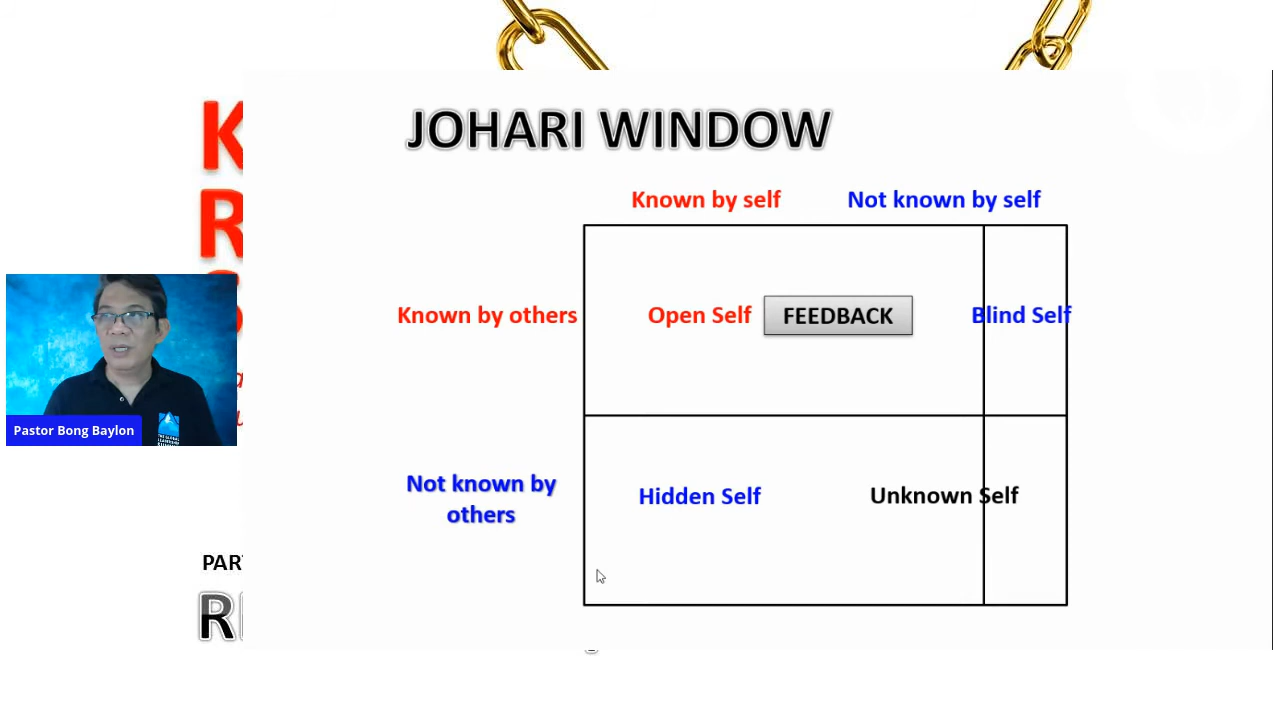 JOHARI WINDOW
Known by self
Not known by self
Known by others
Open Self
FEEDBACK
Blind Self
Pastor Bong Baylon
Not known by
others
Hidden Self
Unknown Self